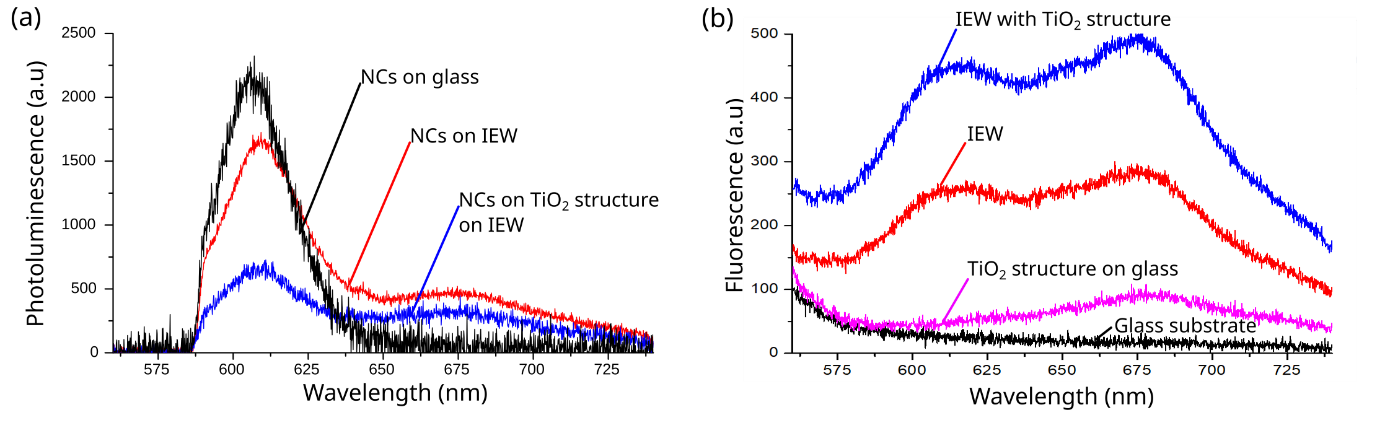 (a)
2500
2000
1500
1000
500
0
575 600 625 650 675 700 725
Photoluminescence (a.u)
Wavelength (nm)
NCs on glass
NCs on IEW
NCs on TiO₂ structure
on IEW
(b)
500
400
300
200
100
0
575 600 625 650 675 700 725
Fluorescence (a.u)
Wavelength (nm)
IEW with TiO₂ structure
IEW
TiO₂ structure on glass
Glass substrate